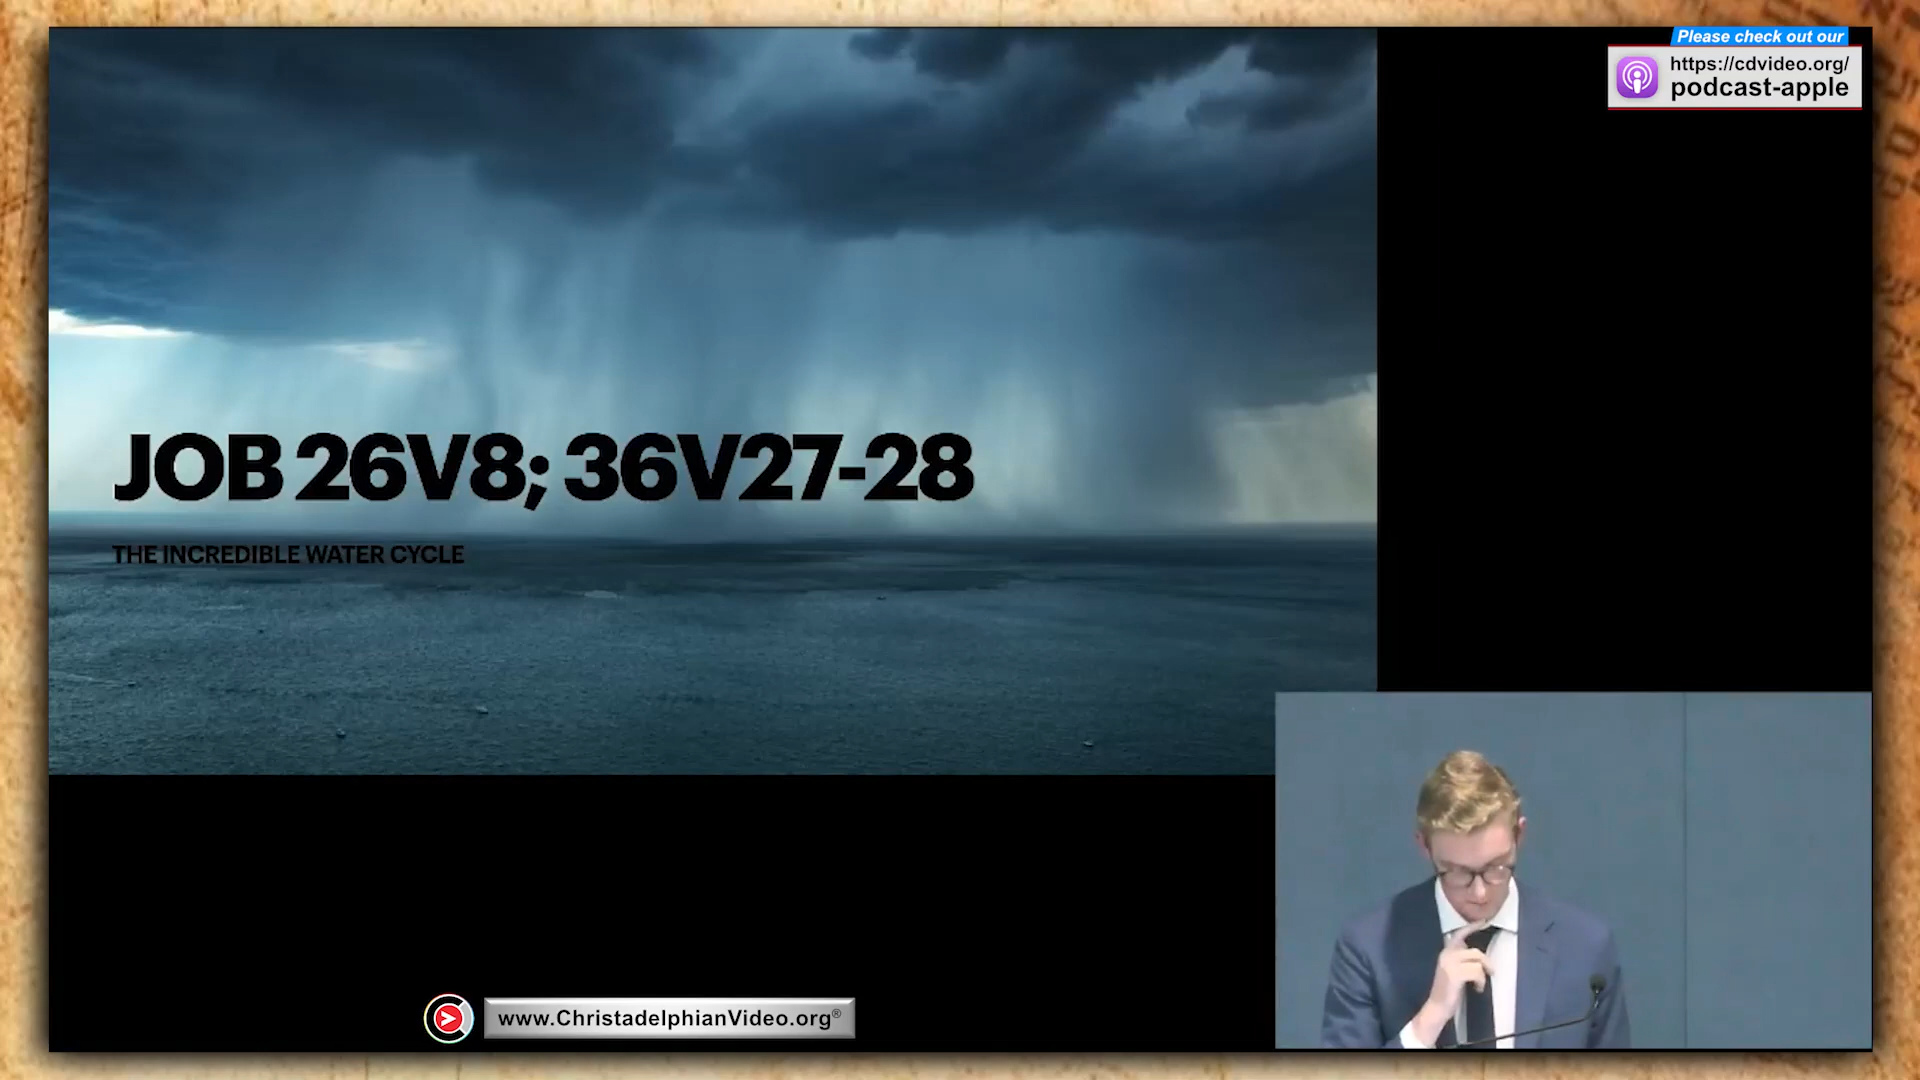 Please check out our
https://cdvideo.org/
podcast-apple
JOB 26V8; 36V27-28
THE INCREDIBLE WATER CYCLE
www.ChristadelphianVideo.org®